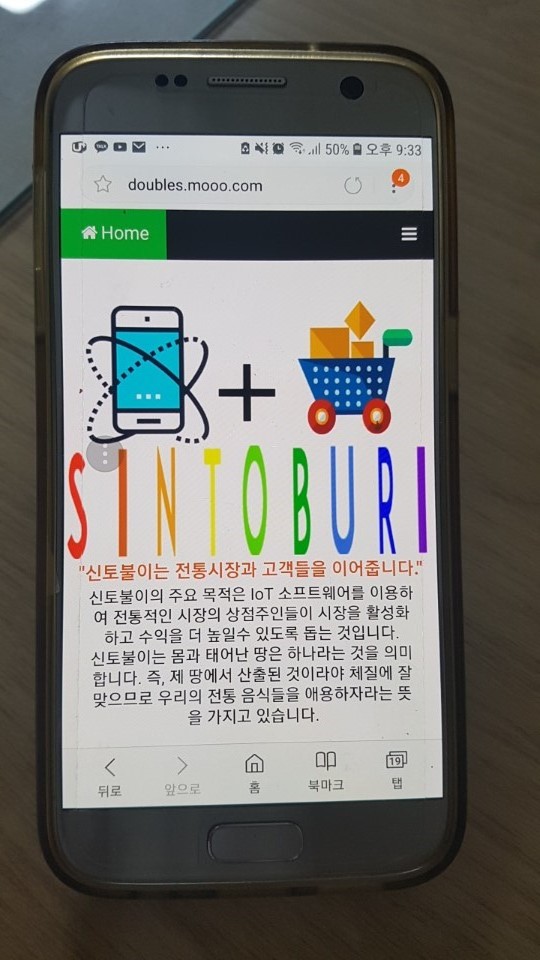 TALK
50% 오후 9:33
doubles.mooo.com
4
Home
SINTOBURI
"신토불이는 전통시장과 고객들을 이어줍니다."
신토불이의 주요 목적은 IoT 소프트웨어를 이용하
여 전통적인 시장의 상점주인들이 시장을 활성화
하고 수익을 더 높일수 있도록 돕는 것입니다.
신토불이는 몸과 태어난 땅은 하나라는 것을 의미
합니다. 즉, 제 땅에서 산출된 것이라야 체질에 잘
맞으므로 우리의 전통 음식들을 애용하자라는 뜻
을 가지고 있습니다.
19
뒤로 앞으로 홈 북마크 탭